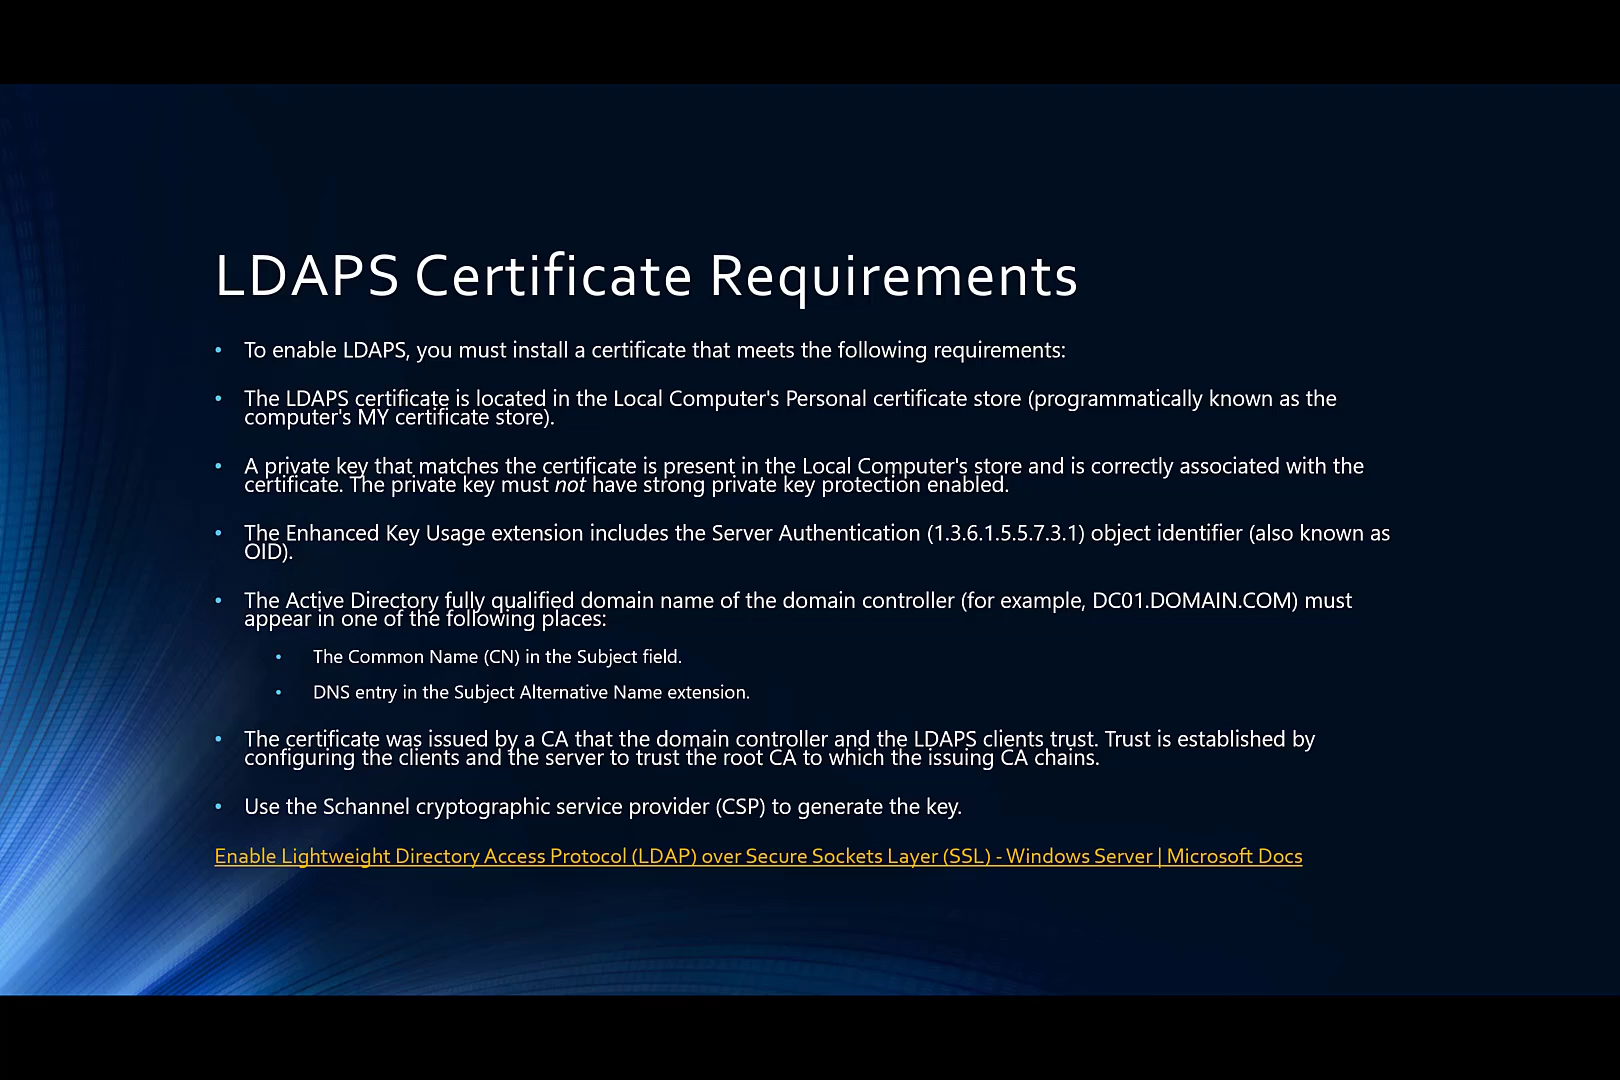 LDAPS Certificate Requirements
• To enable LDAPS, you must install a certificate that meets the following requirements:
• The LDAPS certificate is located in the Local Computer's Personal certificate store (programmatically known as the
computer's MY certificate store).
• A private key that matches the certificate is present in the Local Computer's store and is correctly associated with the
certificate. The private key must not have strong private key protection enabled.
• The Enhanced Key Usage extension includes the Server Authentication (1.3.6.1.5.5.7.3.1) object identifier (also known as
OID).
• The Active Directory fully qualified domain name of the domain controller (for example, DC01.DOMAIN.COM) must
appear in one of the following places:
• The Common Name (CN) in the Subject field.
• DNS entry in the Subject Alternative Name extension.
• The certificate was issued by a CA that the domain controller and the LDAPS clients trust. Trust is established by
configuring the clients and the server to trust the root CA to which the issuing CA chains.
• Use the Schannel cryptographic service provider (CSP) to generate the key.
Enable Lightweight Directory Access Protocol (LDAP) over Secure Sockets Layer (SSL) - Windows Server | Microsoft Docs